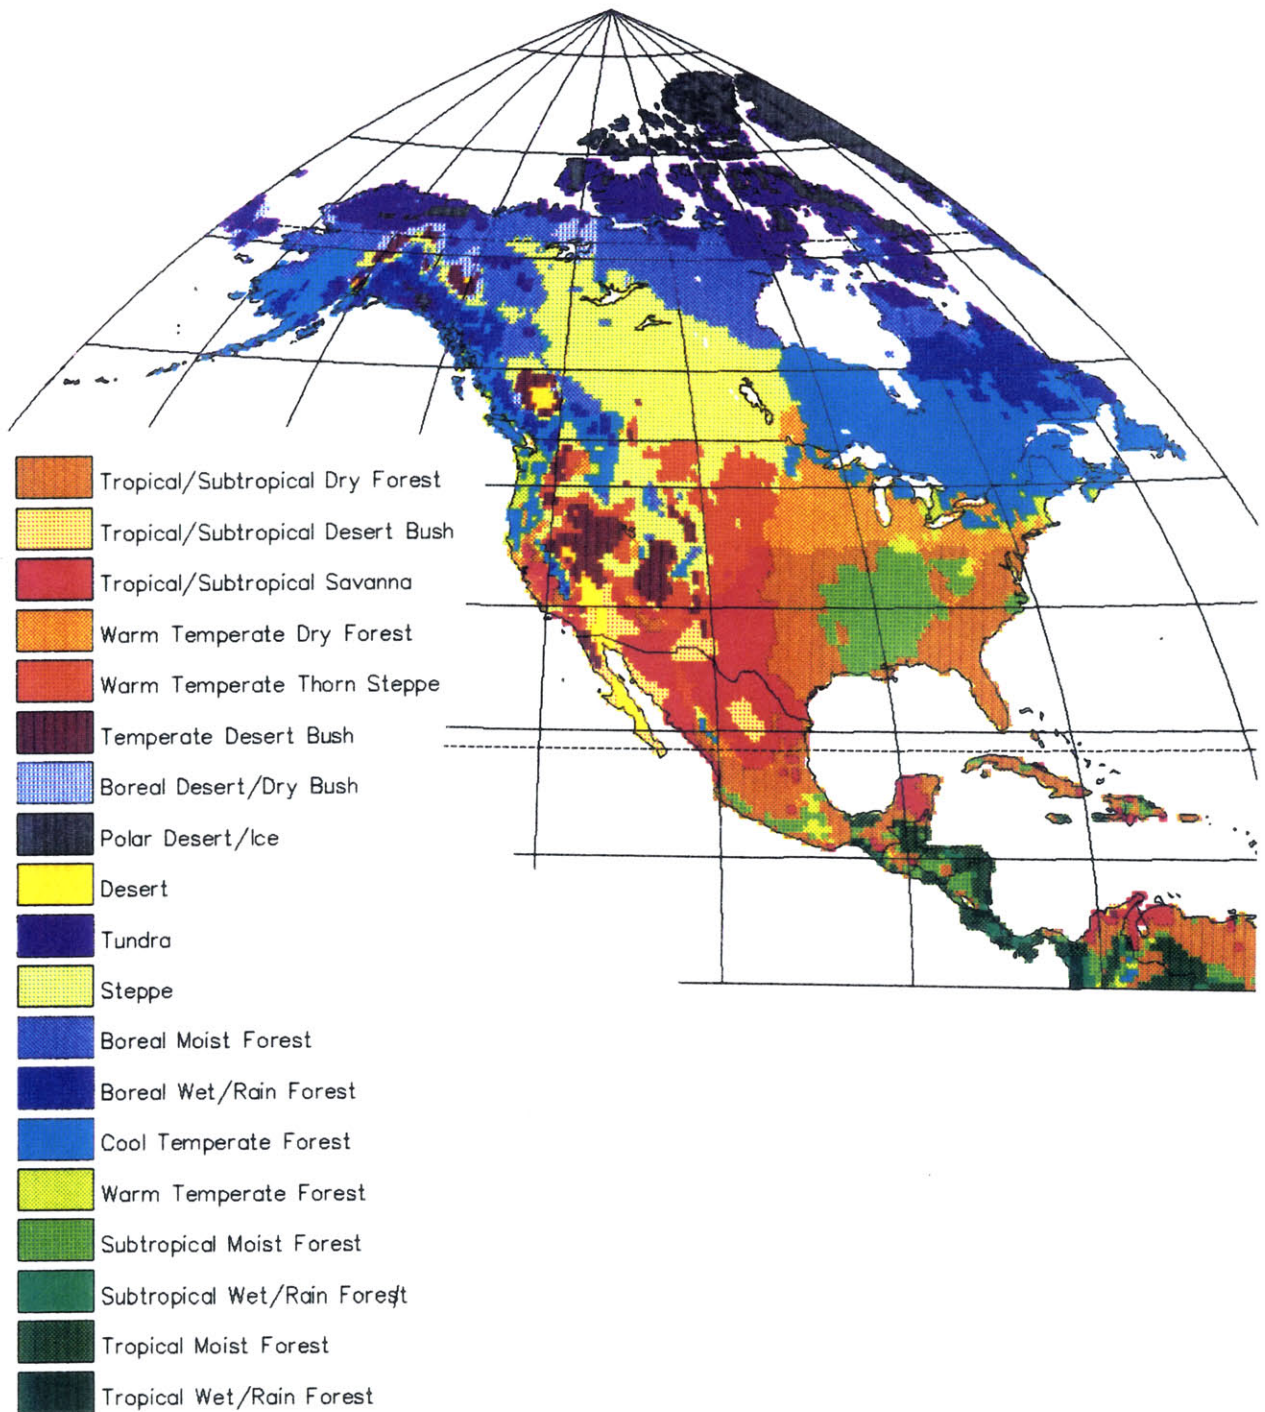 Tropical/Subtropical Dry Forest
Tropical/Subtropical Desert Bush
Tropical/Subtropical Savanna
Warm Temperate Dry Forest
Warm Temperate Thorn Steppe
Temperate Desert Bush
Boreal Desert/Dry Bush
Polar Desert/Ice
Desert
Tundra
Steppe
Boreal Moist Forest
Boreal Wet/Rain Forest
Cool Temperate Forest
Warm Temperate Forest
Subtropical Moist Forest
Subtropical Wet/Rain Forest
Tropical Moist Forest
Tropical Wet/Rain Forest